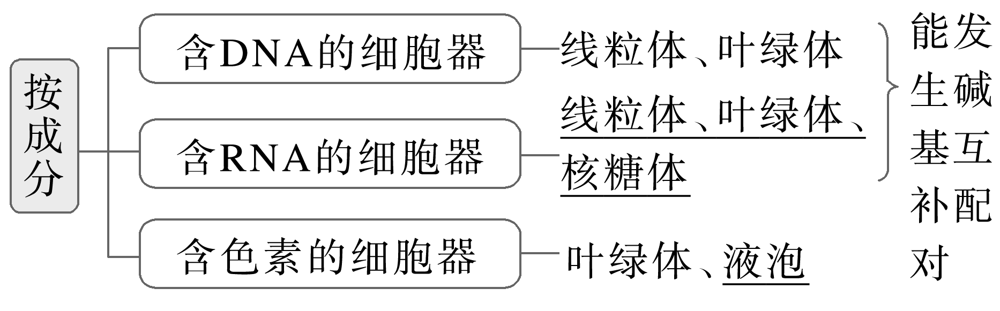 按成分
含DNA的细胞器
线粒体、叶绿体
含RNA的细胞器
线粒体、叶绿体、
核糖体
含色素的细胞器
叶绿体、液泡
能发
生碱
基互
补配
对